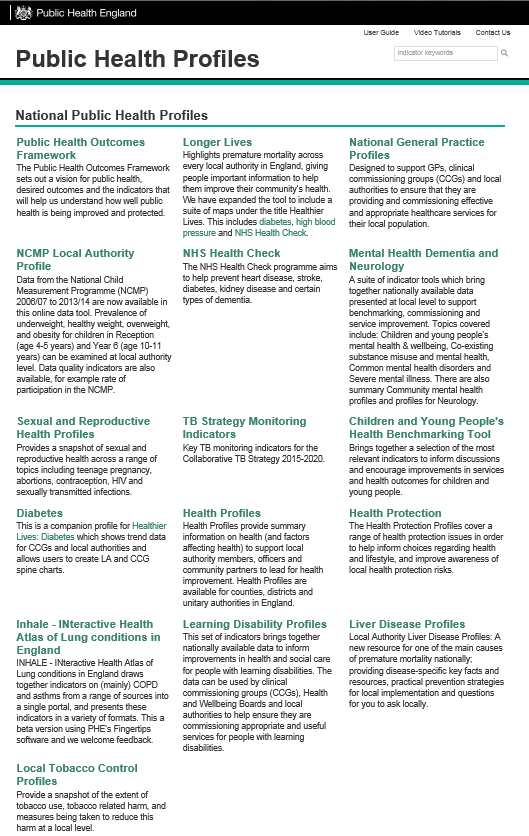 Public Health England
User Guide
Video Tutorials
Contact Us
Public Health Profiles
Indicator keywords
National Public Health Profiles
Public Health Outcomes
Framework
The Public Health Outcomes Framework
sets out a vision for public health,
desired outcomes and the indicators that
will help us understand how well public
health is being improved and protected.
Longer Lives
Highlights premature mortality across
every local authority in England, giving
people important information to help
them improve their community's health.
We have expanded the tool to include a
suite of maps under the title Healthier
Lives. This includes diabetes, high blood
pressure and NHS Health Check.
National General Practice
Profiles
Designed to support GPs, clinical
commissioning groups (CCGs) and local
authorities to ensure that they are
providing and commissioning effective
and appropriate healthcare services for
their local population.
NCMP Local Authority
Profile
Data from the National Child
Measurement Programme (NCMP)
2006/07 to 2013/14 are now available in
this online data tool. Prevalence of
underweight, healthy weight, overweight,
and obesity for children in Reception
(age 4-5 years) and Year 6 (age 10-11
years) can be examined at local authority
level. Data quality indicators are also
available, for example rate of
participation in the NCMP.
NHS Health Check
The NHS Health Check programme aims
to help prevent heart disease, stroke,
diabetes, kidney disease and certain
types of dementia.
Mental Health Dementia and
Neurology
A suite of indicator tools which bring
together nationally available data
presented at local level to support
benchmarking, commissioning and
service improvement. Topics covered
include: Children and young people's
mental health & wellbeing, Co-existing
substance misuse and mental health,
Common mental health disorders and
Severe mental illness. There are also
summary Community mental health
profiles and profiles for Neurology.
Sexual and Reproductive
Health Profiles
Provides a snapshot of sexual and
reproductive health across a range of
topics including teenage pregnancy,
abortions, contraception, HIV and
sexually transmitted infections.
TB Strategy Monitoring
Indicators
Key TB monitoring indicators for the
Collaborative TB Strategy 2015-2020.
Children and Young People's
Health Benchmarking Tool
Brings together a selection of the most
relevant indicators to inform discussions
and encourage improvements in services
and health outcomes for children and
young people.
Diabetes
This is a companion profile for Healthier
Lives: Diabetes which shows trend data
for CCGs and local authorities and
allows users to create LA and CCG
spine charts.
Health Profiles
Health Profiles provide summary
information on health (and factors
affecting health) to support local
authority members, officers and
community partners to lead for health
improvement. Health Profiles are
available for counties, districts and
unitary authorities in England.
Health Protection
The Health Protection Profiles cover a
range of health protection issues in order
to help inform choices regarding health
and lifestyle, and improve awareness of
local health protection risks.
Inhale - INteractive Health
Atlas of Lung conditions in
England
INHALE - INteractive Health Atlas of
Lung conditions in England draws
together indicators on (mainly) COPD
and asthms from a range of sources into
a single portal, and presents these
indicators in a variety of formats. This a
beta version using PHE's Fingertips
software and we welcome feedback.
Learning Disability Profiles
This set of indicators brings together
nationally available data to inform
improvements in health and social care
for people with learning disabilities. The
data can be used by clinical
commissioning groups (CCGs), Health
and Wellbeing Boards and local
authorities to help ensure they are
commissioning appropriate and useful
services for people with learning
disabilities.
Liver Disease Profiles
Local Authority Liver Disease Profiles: A
new resource for one of the main causes
of premature mortality nationally;
providing disease-specific key facts and
resources, practical prevention strategies
for local implementation and questions
for you to ask locally.
Local Tobacco Control
Profiles
Provide a snapshot of the extent of
tobacco use, tobacco related harm, and
measures being taken to reduce this
harm at a local level.